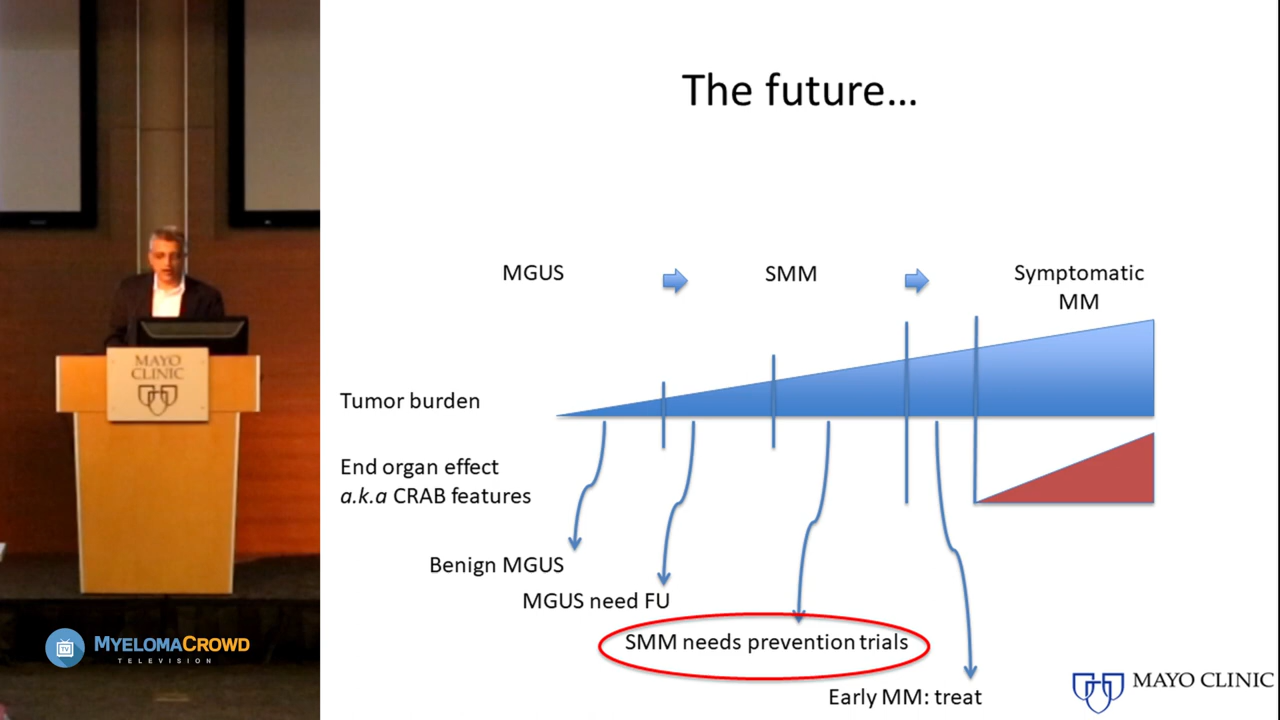 The future...
MGUS
SMM
Symptomatic
MM
Tumor burden
End organ effect
a.k.a CRAB features
Benign MGUS
MGUS need FU
SMM needs prevention trials
Early MM: treat
MAYO CLINIC
MAYO
CLINIC
TV
MYELOMACROWD
TELEVISION